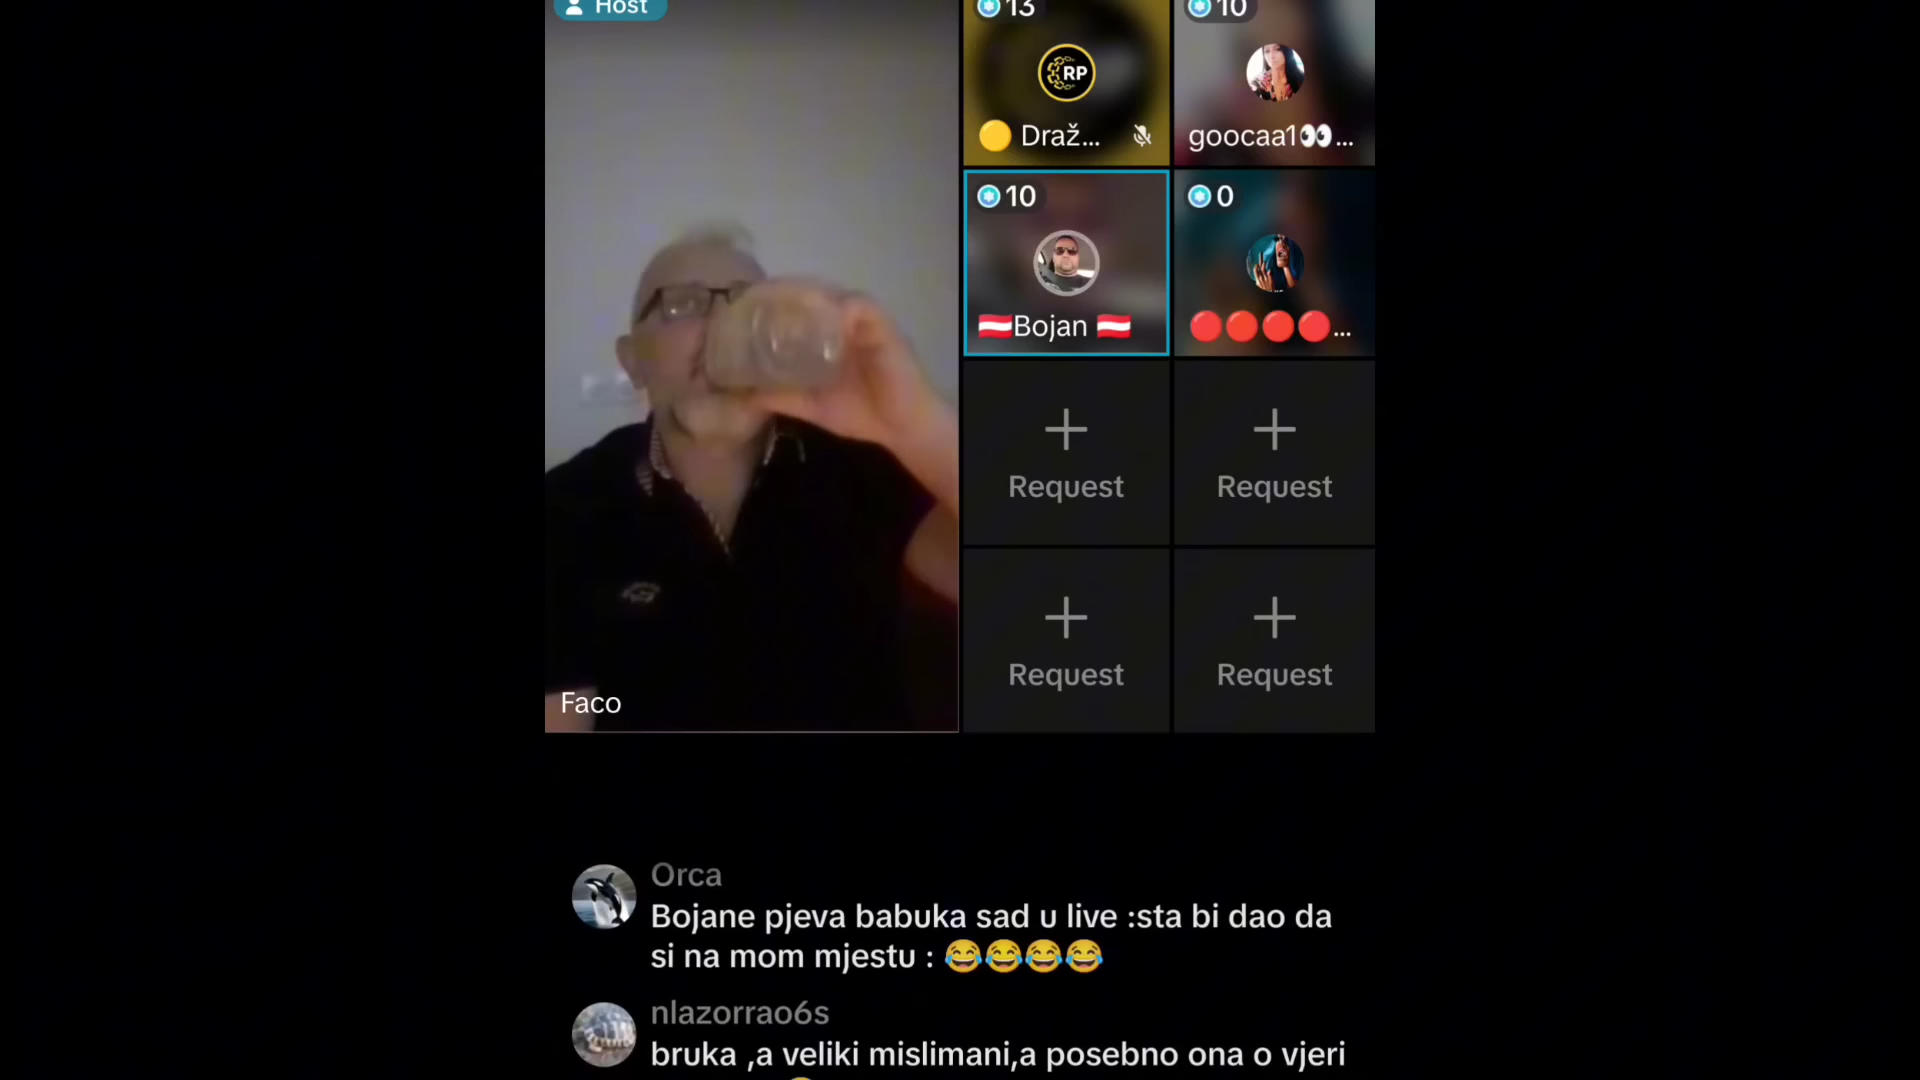 Host
13
10
RP
🟡 Draž...
goocaa1👀...
10
0
🇦🇹Bojan 🇦🇹
🔴🔴🔴🔴...
Request
Request
Request
Request
Faco
Orca
Bojane pjeva babuka sad u live :sta bi dao da
si na mom mjestu : 😂😂😂😂
nlazorrao6s
bruka ,a veliki mislimani,a posebno ona o vjeri